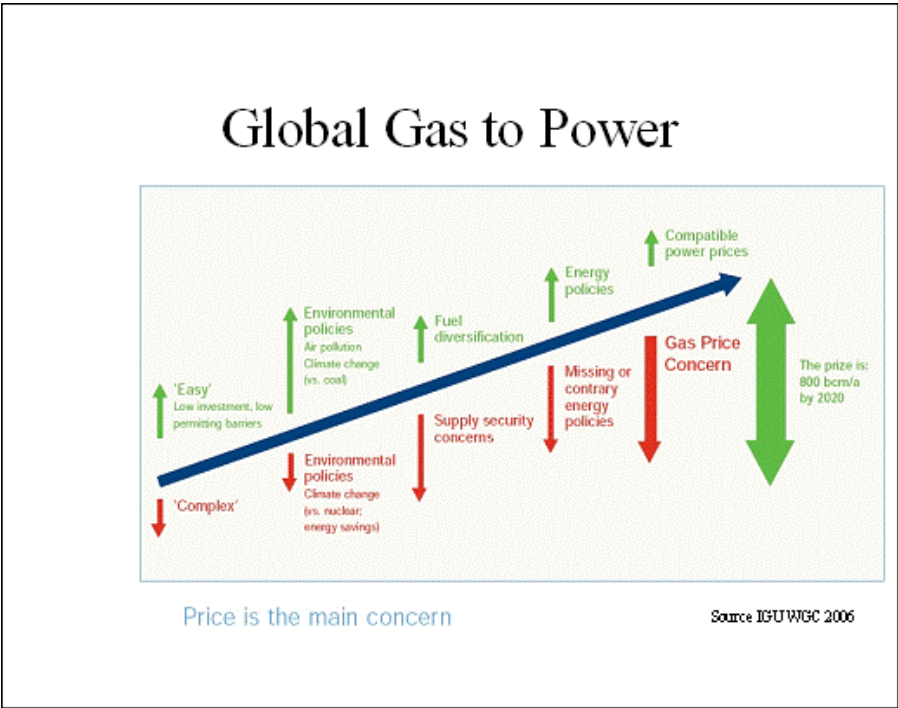 Global Gas to Power
'Easy'
Low investment, low
permitting barriers
'Complex'
Environmental
policies
Air pollution
Climate change
(vs. coal)
Environmental
policies
Climate change
(vs. nuclear;
energy savings)
Fuel
diversification
Supply security
concerns
Energy
policies
Missing or
contrary
energy
policies
Compatible
power prices
Gas Price
Concern
The prize is:
800 bcm/a
by 2020
Price is the main concern
Source IGU WGC 2006